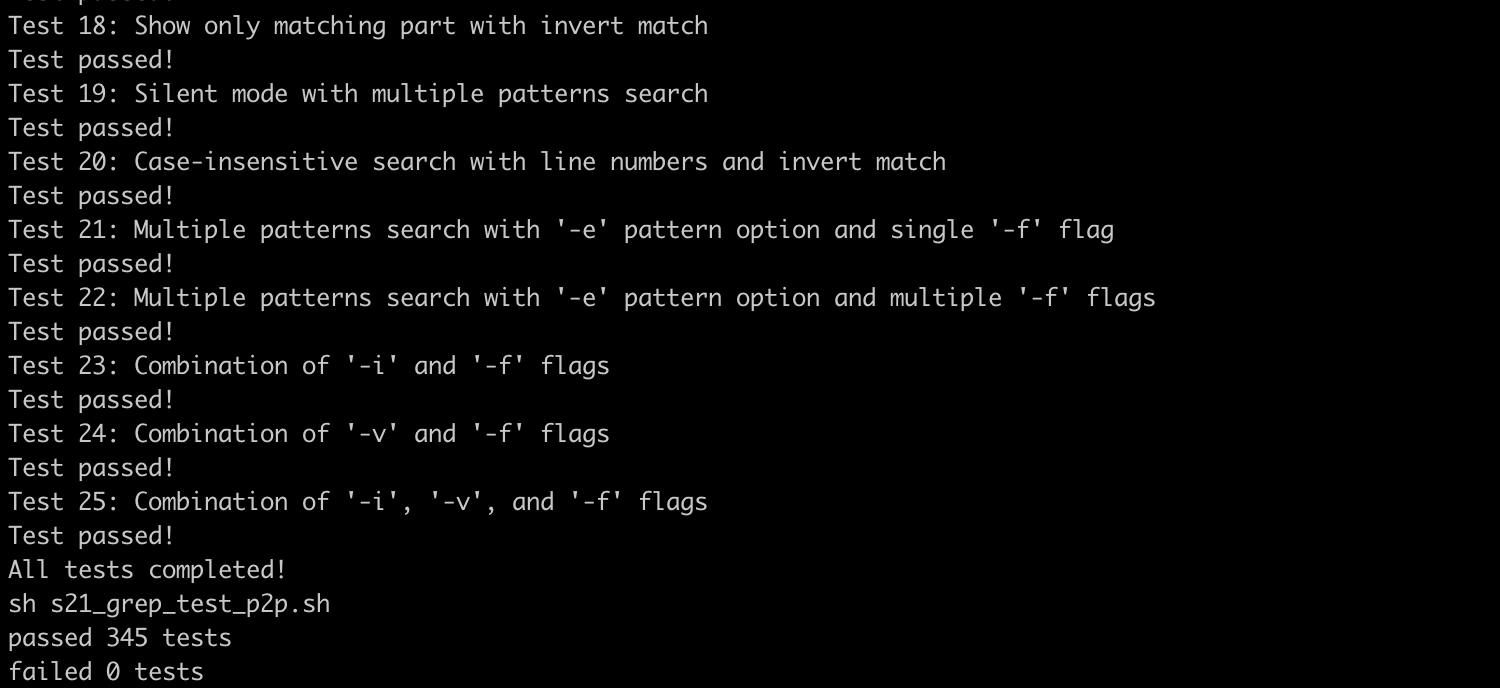 Test passed!
Test 18: Show only matching part with invert match
Test passed!
Test 19: Silent mode with multiple patterns search
Test passed!
Test 20: Case-insensitive search with line numbers and invert match
Test passed!
Test 21: Multiple patterns search with '-e' pattern option and single '-f' flag
Test passed!
Test 22: Multiple patterns search with '-e' pattern option and multiple '-f' flags
Test passed!
Test 23: Combination of '-i' and '-f' flags
Test passed!
Test 24: Combination of '-v' and '-f' flags
Test passed!
Test 25: Combination of '-i', '-v', and '-f' flags
Test passed!
All tests completed!
sh s21_grep_test_p2p.sh
passed 345 tests
failed 0 tests